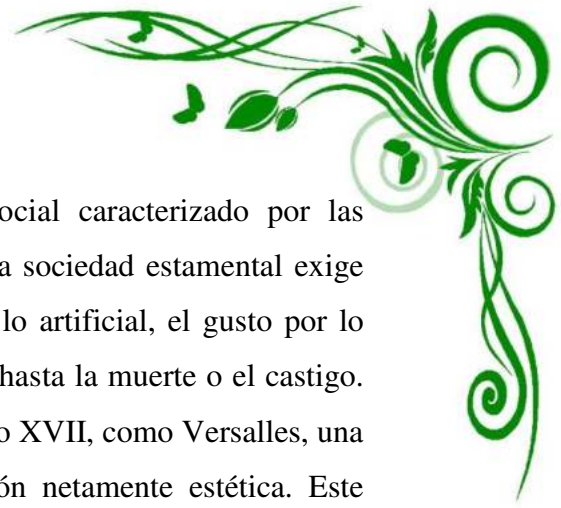 ocial caracterizado por las
a sociedad estamental exige
lo artificial, el gusto por lo
hasta la muerte o el castigo.
o XVII, como Versalles, una
ón netamente estética. Este